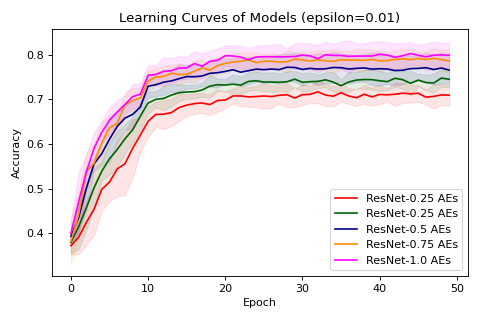 Learning Curves of Models (epsilon=0.01)
Accuracy
0.8
0.7
0.6
0.5
0.4
0
10
20
30
40
50
Epoch
ResNet-0.25 AEs
ResNet-0.25 AEs
ResNet-0.5 AEs
ResNet-0.75 AEs
ResNet-1.0 AEs